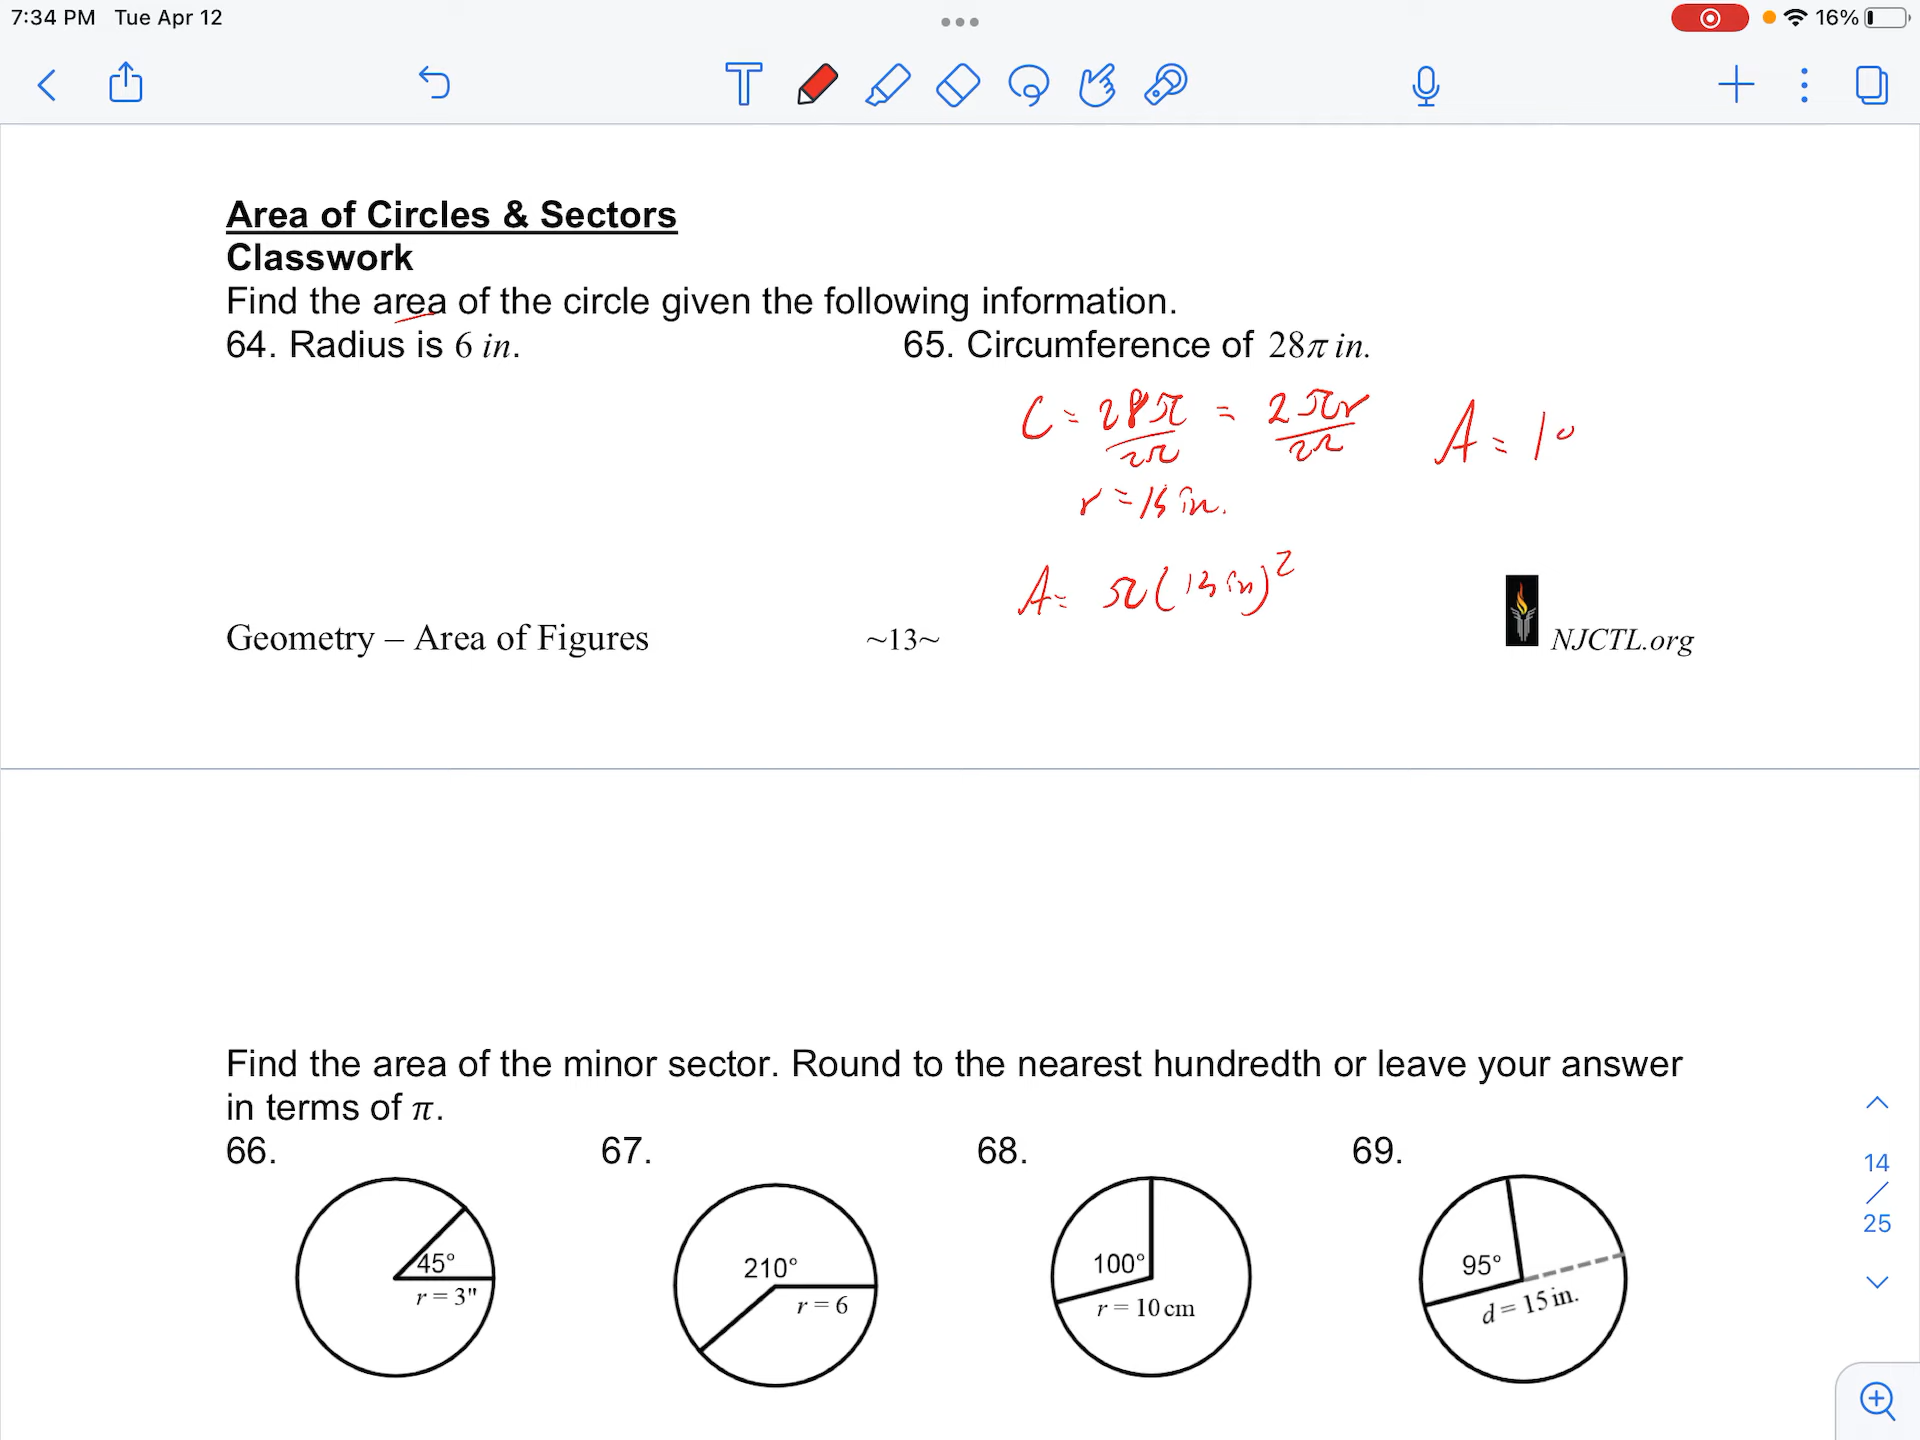 7:34 PM Tue Apr 12
16%
Area of Circles & Sectors
Classwork
Find the area of the circle given the following information.
64. Radius is 6 in.
65. Circumference of 28π in.
C = 28π/2π = 2πr/2π
A =
r = in.
A = π( in)²
Geometry – Area of Figures
~13~
NJCTL.org
Find the area of the minor sector. Round to the nearest hundredth or leave your answer
in terms of π.
66.
67.
68.
69.
45°
r = 3"
210°
r = 6
100°
r = 10 cm
95°
d = 15 in.
14
/
25